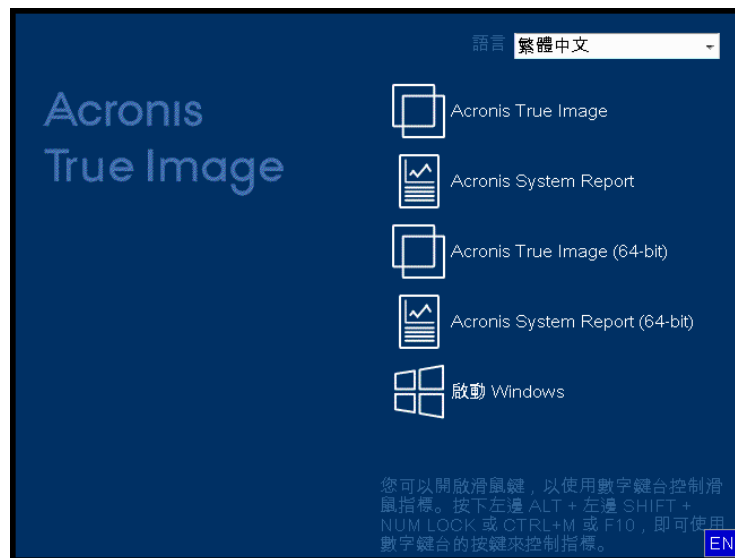 語言 繁體中文
Acronis
True Image
Acronis True Image
Acronis System Report
Acronis True Image (64-bit)
Acronis System Report (64-bit)
啟動 Windows
您可以開啟滑鼠鍵，以使用數字鍵台控制滑
鼠指標。按下左邊 ALT + 左邊 SHIFT +
NUM LOCK 或 CTRL+M 或 F10，即可使用
數字鍵台的按鍵來控制指標。
EN